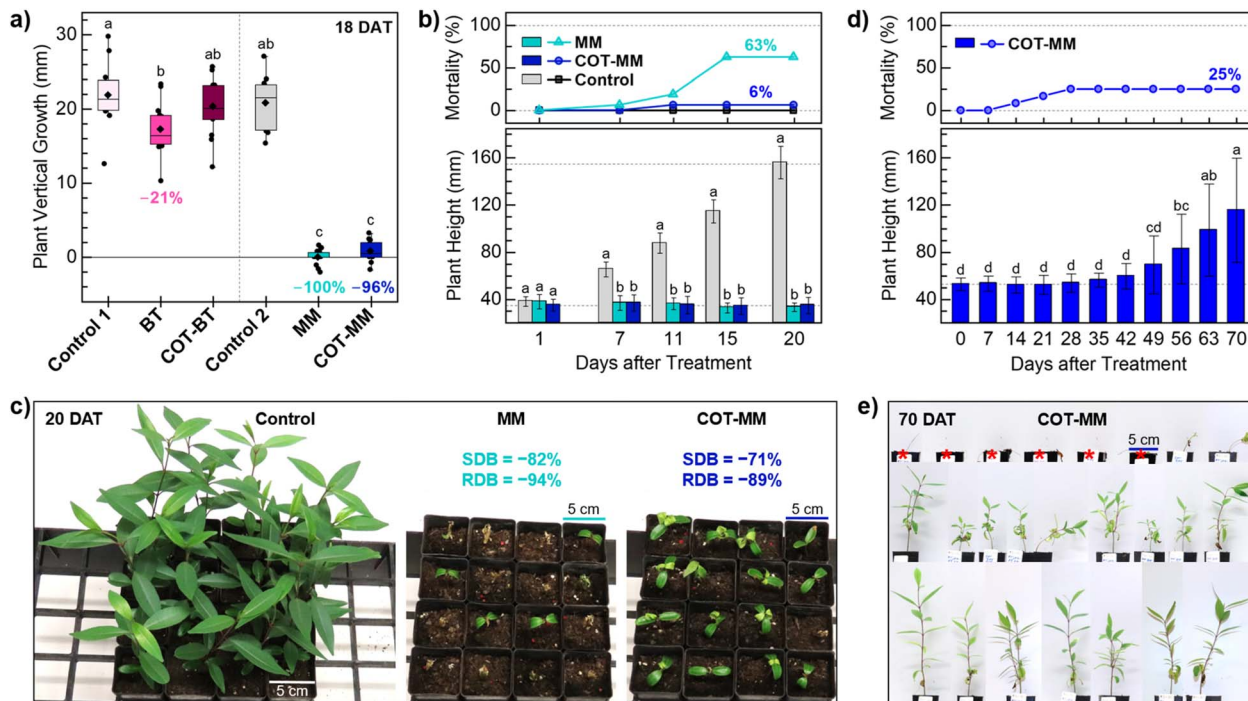 a)
18 DAT
Plant Vertical Growth (mm)
30
20
10
0
a
b
ab
ab
c
c
−21%
−100%
−96%
Control 1
BT
COT-BT
Control 2
MM
COT-MM
b)
Mortality (%)
100
50
0
MM
COT-MM
Control
63%
6%
Plant Height (mm)
160
120
80
40
a a a
a b b
a b b
a b b
a b b
1 7 11 15 20
Days after Treatment
d)
Mortality (%)
100
50
0
COT-MM
25%
Plant Height (mm)
160
120
80
40
d d d d d d d cd bc ab a
0 7 14 21 28 35 42 49 56 63 70
Days after Treatment
c)
20 DAT
Control
MM
COT-MM
SDB = −82%
RDB = −94%
SDB = −71%
RDB = −89%
5 cm
5 cm
5 cm
e)
70 DAT
COT-MM
5 cm
* * * * * *